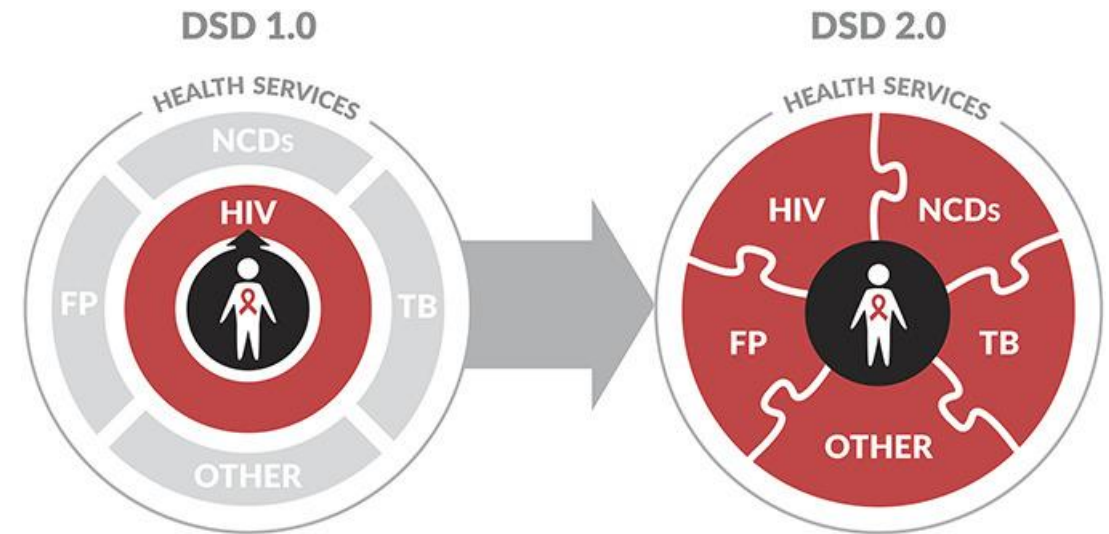 DSD 1.0
HEALTH SERVICES
NCDs
HIV
FP
TB
OTHER
DSD 2.0
HEALTH SERVICES
HIV
NCDs
FP
TB
OTHER